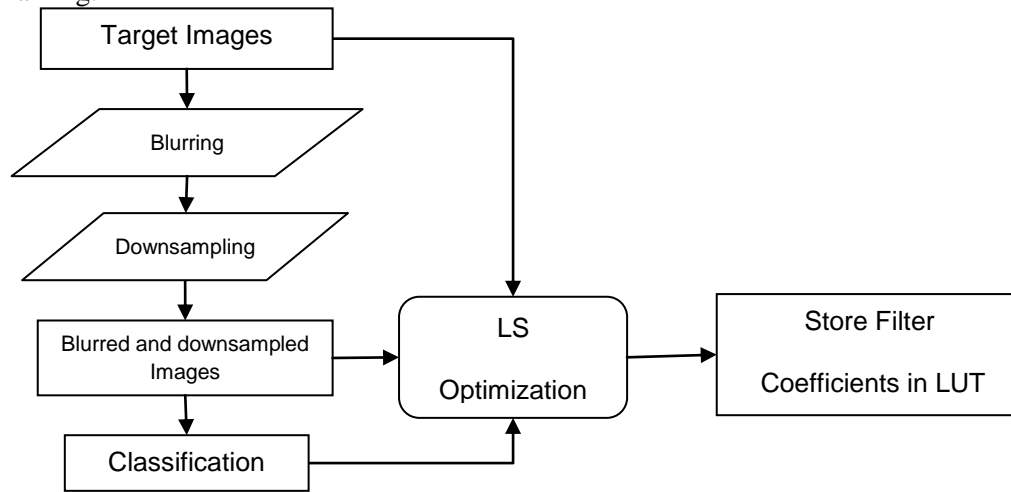 Target Images
Blurring
Downsampling
Blurred and downsampled
Images
Classification
LS
Optimization
Store Filter
Coefficients in LUT